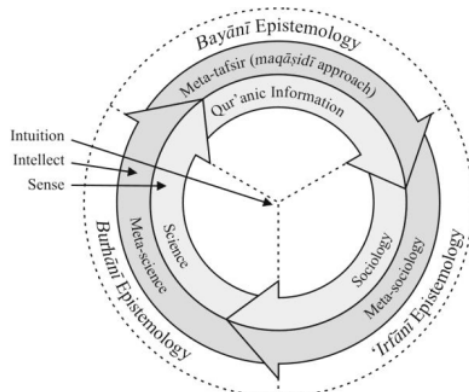 Bayānī Epistemology
Meta-tafsir (maqāṣidī approach)
Qur'anic Information
Intuition
Intellect
Sense
Science
Meta-science
Burhānī Epistemology
Sociology
Meta-sociology
'Irfānī Epistemology